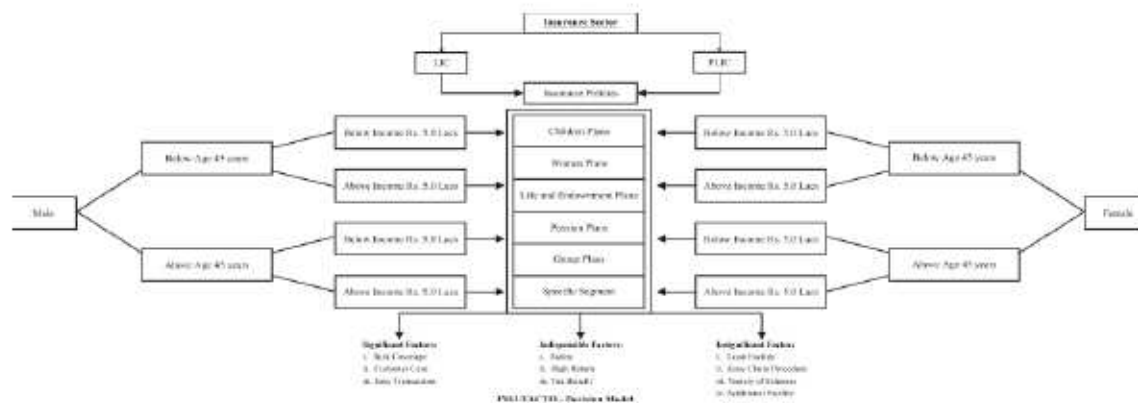 Insurance Sector
LIC
PLIC
Insurance Policies
Below Income Rs. 5.0 Lacs
Children Plans
Below Income Rs. 5.0 Lacs
Below Age 45 years
Below Age 45 years
Women Plans
Above Income Rs. 5.0 Lacs
Above Income Rs. 5.0 Lacs
Life and Endowment Plans
Male
Female
Pension Plans
Below Income Rs. 5.0 Lacs
Below Income Rs. 5.0 Lacs
Above Age 45 years
Group Plans
Above Age 45 years
Above Income Rs. 5.0 Lacs
Specific Segment
Above Income Rs. 5.0 Lacs
Significant Factors:
i. Risk Coverage
ii. Customer Care
iii. Easy Transaction
Indispensible Factors:
i. Safety
ii. High Return
iii. Tax Benefit
Insignificant Factors
i. Loan Facility
ii. Easy Claim Procedure
iii. Variety of Schemes
iv. Additional Facility
- Decision Model